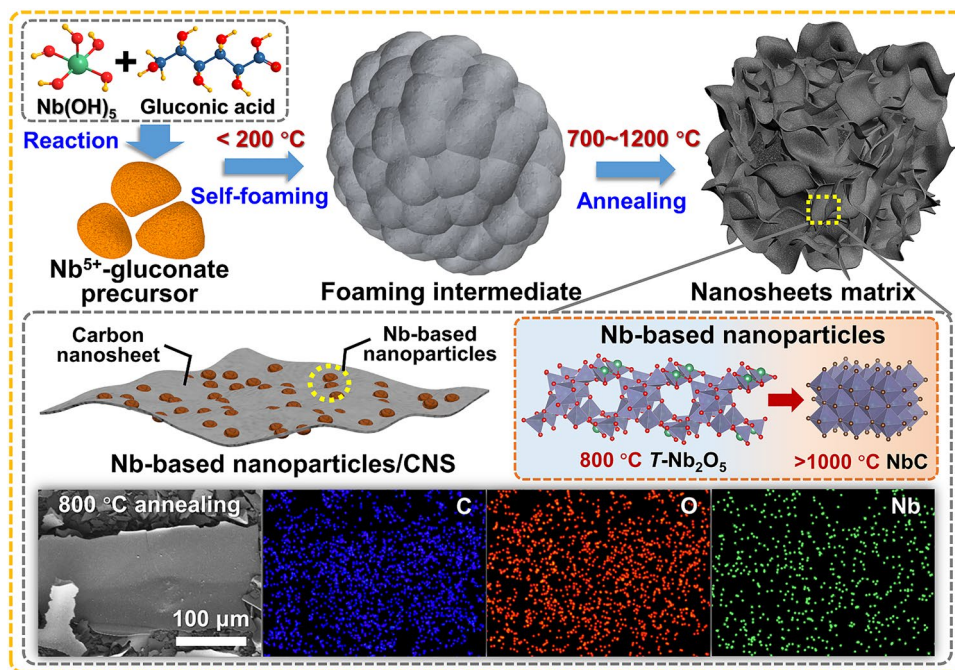 Nb(OH)₅ + Gluconic acid
Reaction
< 200 °C
Self-foaming
700~1200 °C
Annealing
Nb⁵⁺-gluconate
precursor
Foaming intermediate
Nanosheets matrix
Carbon
nanosheet
Nb-based
nanoparticles
Nb-based nanoparticles/CNS
Nb-based nanoparticles
800 °C T-Nb₂O₅
>1000 °C NbC
800 °C annealing
100 μm
C
O
Nb